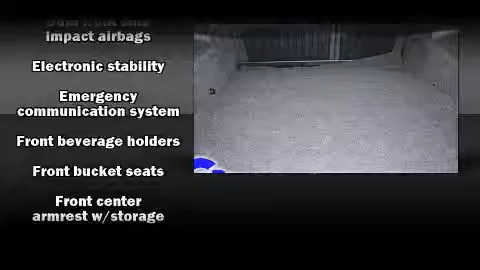 impact airbags
Electronic stability
Emergency
communication system
Front beverage holders
Front bucket seats
Front center
armrest w/storage